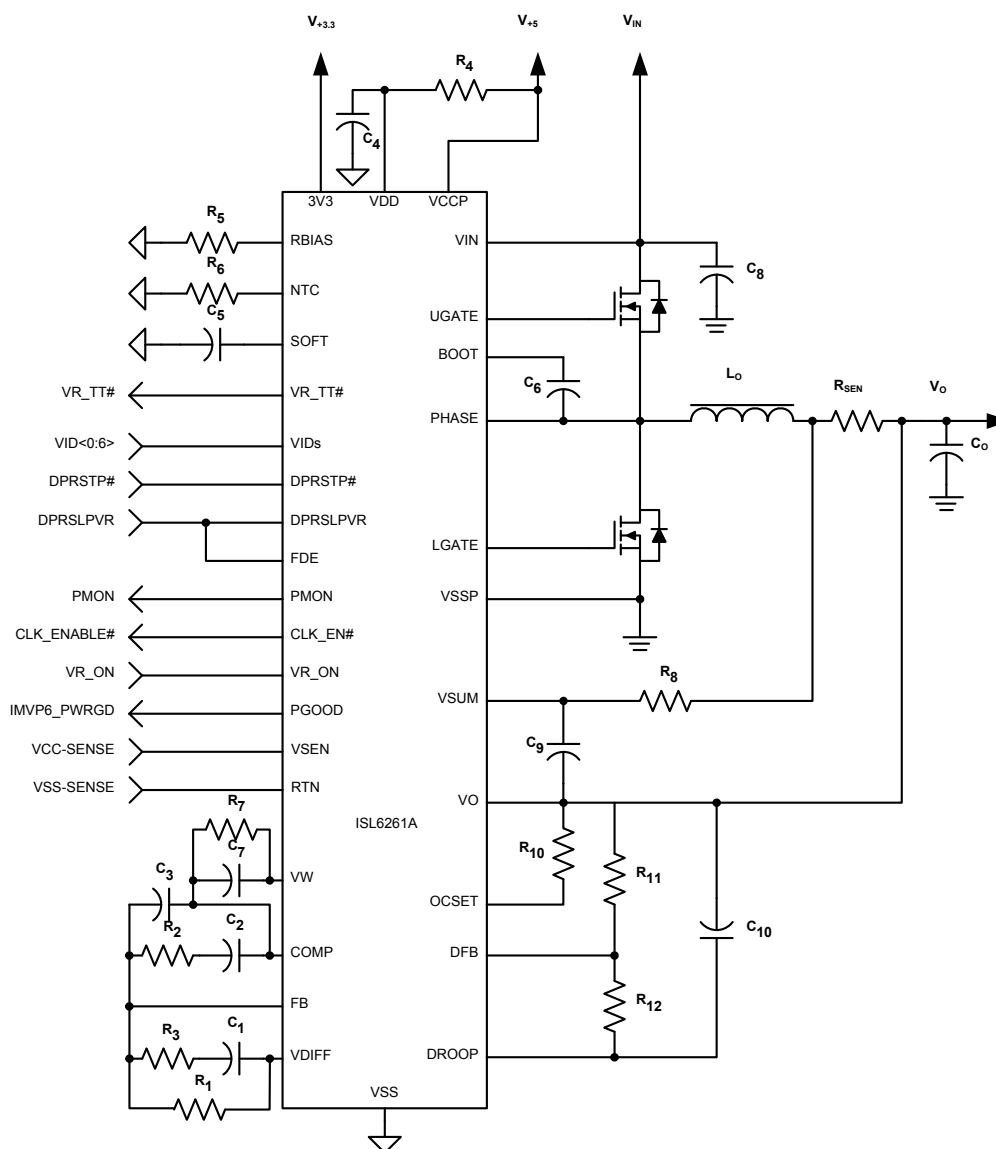 V+3.3
V+5
VIN
R4
C4
3V3
VDD
VCCP
R5
RBIAS
VIN
C8
R6
NTC
C5
SOFT
UGATE
BOOT
C6
LO
RSEN
VO
VR_TT#
VR_TT#
PHASE
CO
VID<0:6>
VIDs
DPRSTP#
DPRSTP#
DPRSLPVR
DPRSLPVR
FDE
LGATE
PMON
PMON
VSSP
CLK_ENABLE#
CLK_EN#
VR_ON
VR_ON
R8
IMVP6_PWRGD
PGOOD
VSUM
VCC-SENSE
VSEN
C9
VSS-SENSE
RTN
VO
R7
ISL6261A
C7
R10
C3
VW
R11
OCSET
R2
C2
COMP
DFB
C10
FB
R12
R3
C1
VDIFF
DROOP
R1
VSS